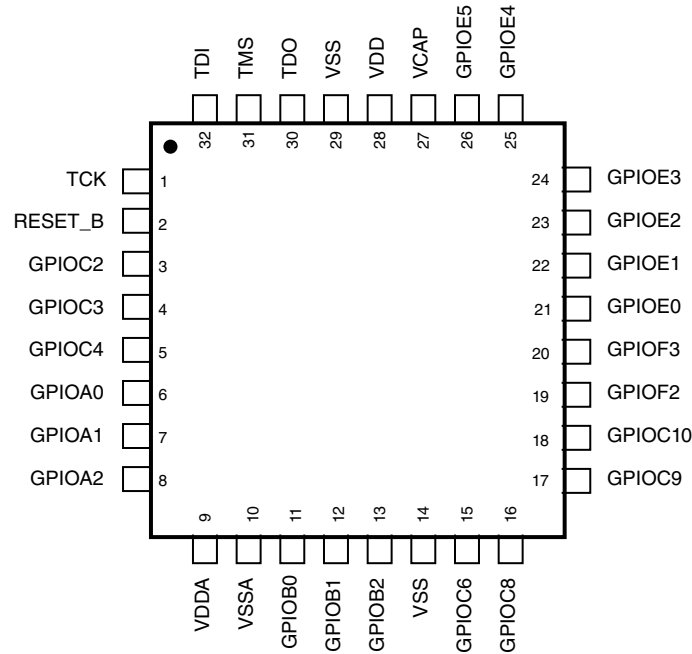 TDI TMS TDO VSS VDD VCAP GPIOE5 GPIOE4
32 31 30 29 28 27 26 25
TCK 1
RESET_B 2
GPIOC2 3
GPIOC3 4
GPIOC4 5
GPIOA0 6
GPIOA1 7
GPIOA2 8
24 GPIOE3
23 GPIOE2
22 GPIOE1
21 GPIOE0
20 GPIOF3
19 GPIOF2
18 GPIOC10
17 GPIOC9
9 10 11 12 13 14 15 16
VDDA VSSA GPIOB0 GPIOB1 GPIOB2 VSS GPIOC6 GPIOC8